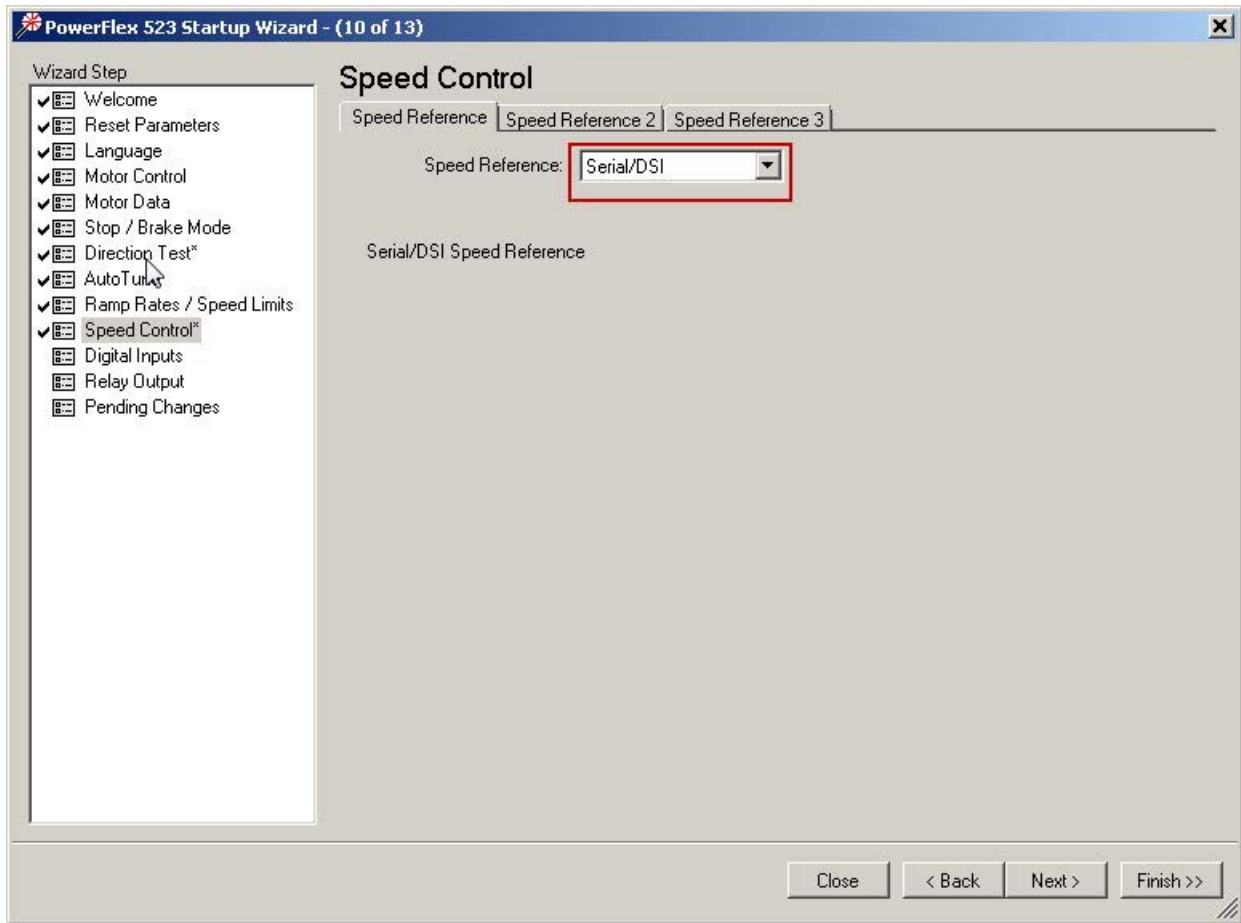 PowerFlex 523 Startup Wizard - (10 of 13)
Wizard Step
Welcome
Reset Parameters
Language
Motor Control
Motor Data
Stop / Brake Mode
Direction Test*
AutoTune
Ramp Rates / Speed Limits
Speed Control*
Digital Inputs
Relay Output
Pending Changes
Speed Control
Speed Reference Speed Reference 2 Speed Reference 3
Speed Reference: Serial/DSI
Serial/DSI Speed Reference
Close < Back Next > Finish >>